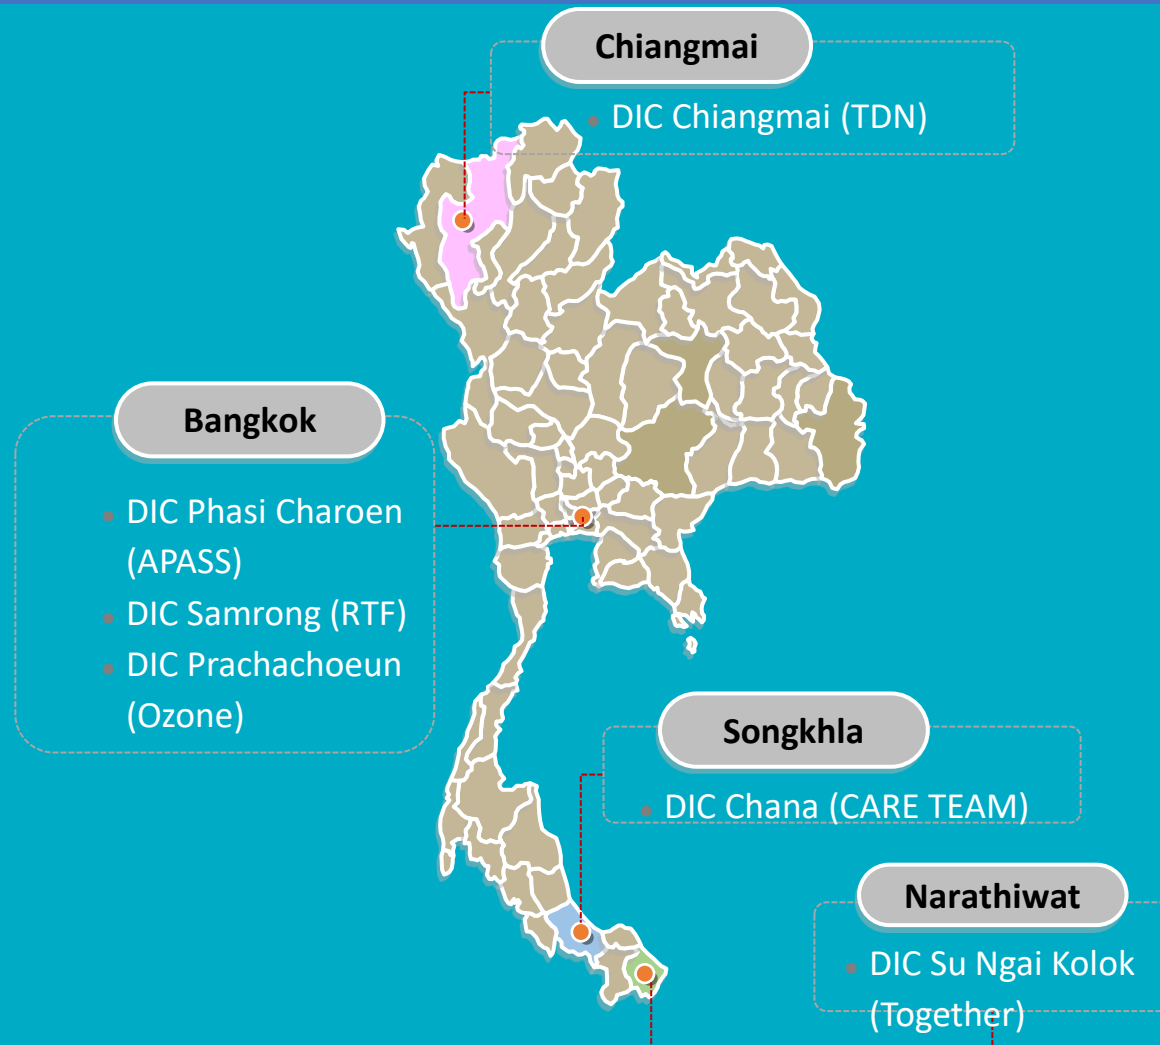 Chiangmai
DIC Chiangmai (TDN)
Bangkok
DIC Phasi Charoen
(APASS)
DIC Samrong (RTF)
DIC Prachachoeun
(Ozone)
Songkhla
DIC Chana (CARE TEAM)
Narathiwat
DIC Su Ngai Kolok
(Together)